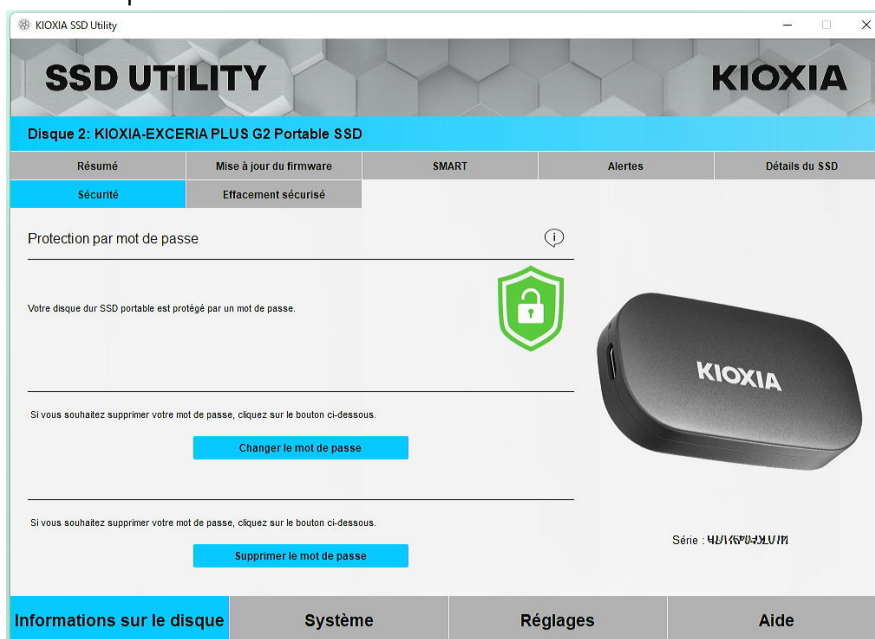 KIOXIA SSD Utility
SSD UTILITY
KIOXIA
Disque 2: KIOXIA-EXCERIA PLUS G2 Portable SSD
Résumé
Mise à jour du firmware
SMART
Alertes
Détails du SSD
Sécurité
Effacement sécurisé
Protection par mot de passe
Votre disque dur SSD portable est protégé par un mot de passe.
KIOXIA
Si vous souhaitez supprimer votre mot de passe, cliquez sur le bouton ci-dessous.
Changer le mot de passe
Si vous souhaitez supprimer votre mot de passe, cliquez sur le bouton ci-dessous.
Série :
Supprimer le mot de passe
Informations sur le disque
Système
Réglages
Aide